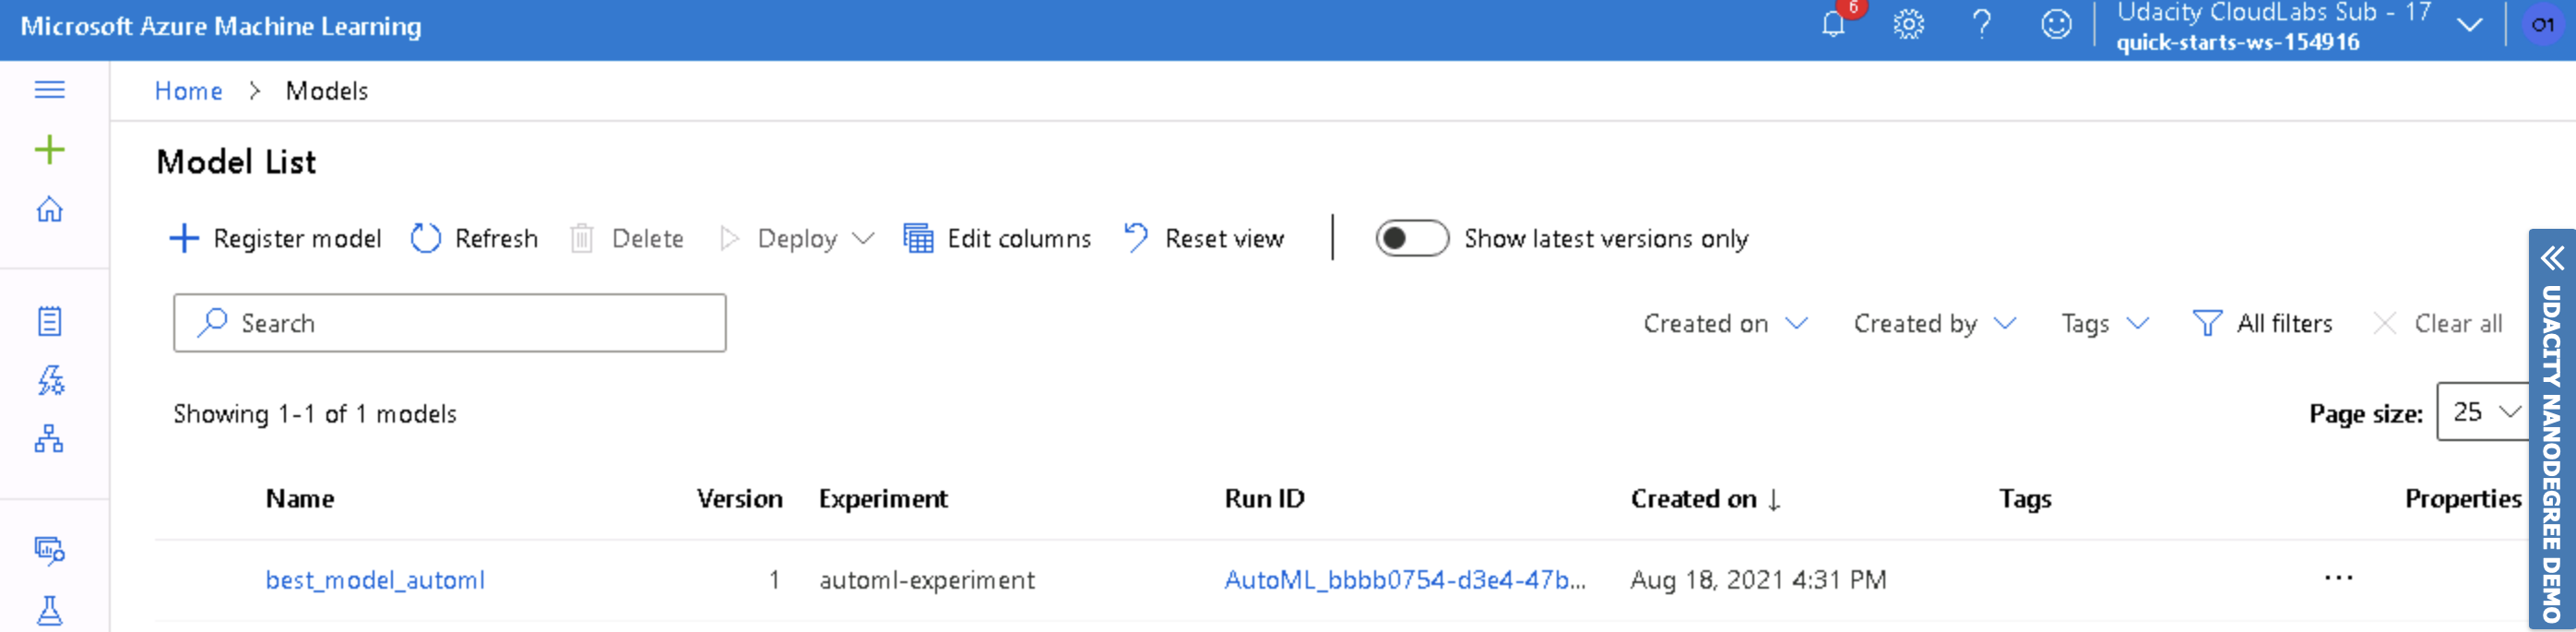 Microsoft Azure Machine Learning
6
Udacity CloudLabs Sub - 17
quick-starts-ws-154916
O1
Home > Models
Model List
Register model Refresh Delete Deploy Edit columns Reset view Show latest versions only
Search
Created on Created by Tags All filters Clear all
Showing 1-1 of 1 models
Page size: 25
Name Version Experiment Run ID Created on ↓ Tags Properties
best_model_automl 1 automl-experiment AutoML_bbbb0754-d3e4-47b... Aug 18, 2021 4:31 PM ...
UDACITY NANODEGREE DEMO